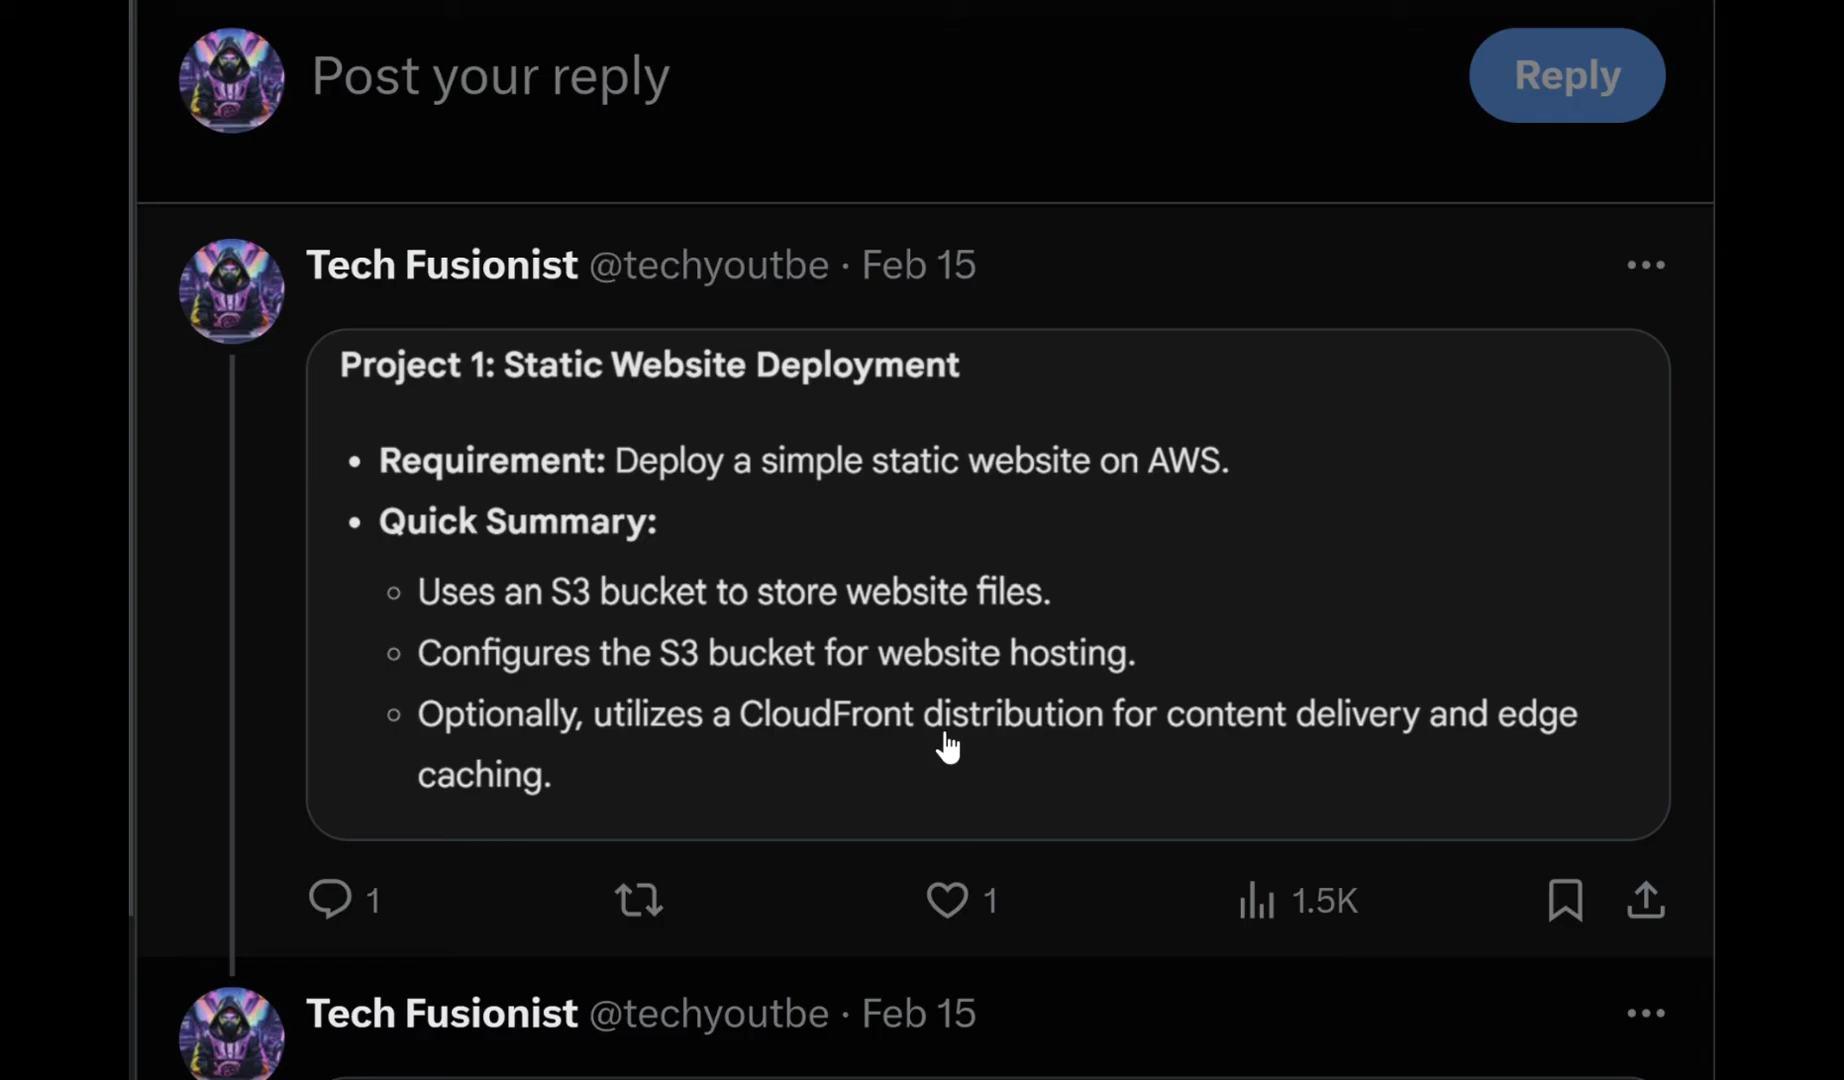 Post your reply
Reply
Tech Fusionist @techyoutbe · Feb 15
Project 1: Static Website Deployment
• Requirement: Deploy a simple static website on AWS.
• Quick Summary:
○ Uses an S3 bucket to store website files.
○ Configures the S3 bucket for website hosting.
○ Optionally, utilizes a CloudFront distribution for content delivery and edge
caching.
1 1 1.5K
Tech Fusionist @techyoutbe · Feb 15